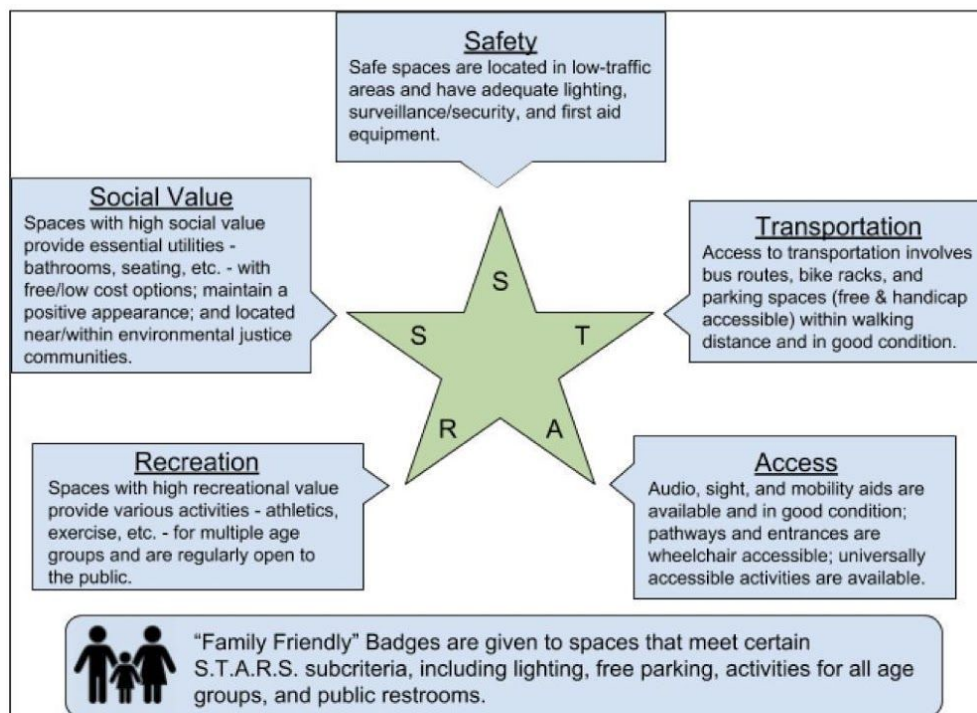 Safety
Safe spaces are located in low-traffic
areas and have adequate lighting,
surveillance/security, and first aid
equipment.
Social Value
Spaces with high social value
provide essential utilities -
bathrooms, seating, etc. - with
free/low cost options; maintain a
positive appearance; and located
near/within environmental justice
communities.
Transportation
Access to transportation involves
bus routes, bike racks, and
parking spaces (free & handicap
accessible) within walking
distance and in good condition.
S
S
T
R
A
Recreation
Spaces with high recreational value
provide various activities - athletics,
exercise, etc. - for multiple age
groups and are regularly open to
the public.
Access
Audio, sight, and mobility aids are
available and in good condition;
pathways and entrances are
wheelchair accessible; universally
accessible activities are available.
"Family Friendly" Badges are given to spaces that meet certain
S.T.A.R.S. subcriteria, including lighting, free parking, activities for all age
groups, and public restrooms.